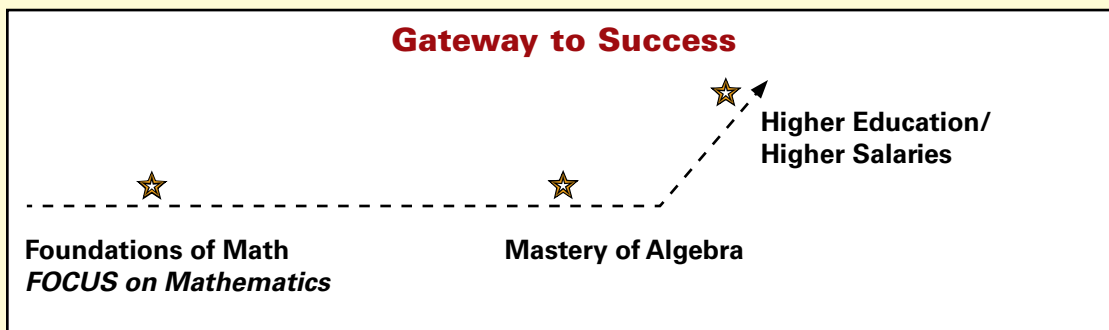 Gateway to Success
Higher Education/
Higher Salaries
Foundations of Math
FOCUS on Mathematics
Mastery of Algebra